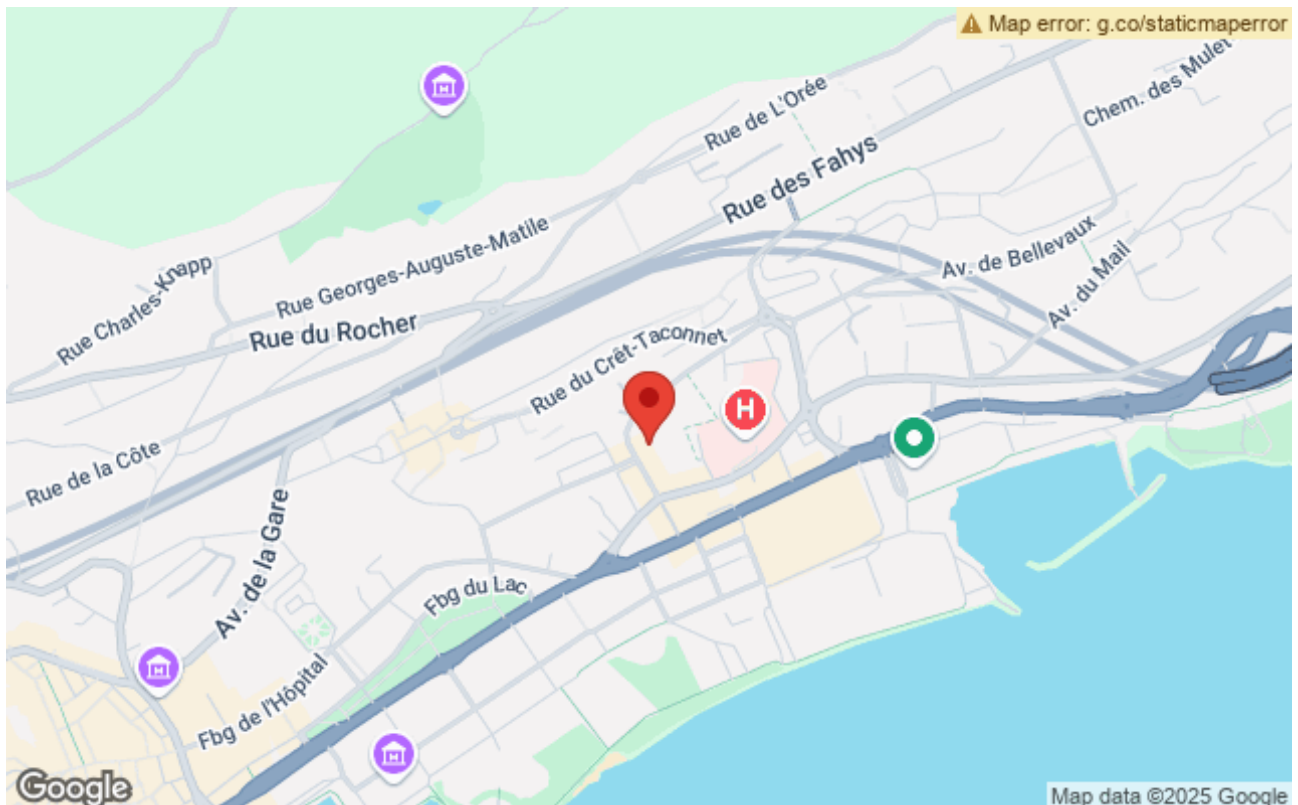 Map error: g.co/staticmaperror
Chem. des Mulet
Rue de L'Orée
Rue des Fahys
Av. de Bellevaux
Av. du Mail
Rue Georges-Auguste-Matile
Rue Charles-Knapp
Rue du Rocher
Rue du Crêt-Taconnet
H
Rue de la Côte
Av. de la Gare
Fbg du Lac
Fbg de l'Hôpital
Google
Map data ©2025 Google